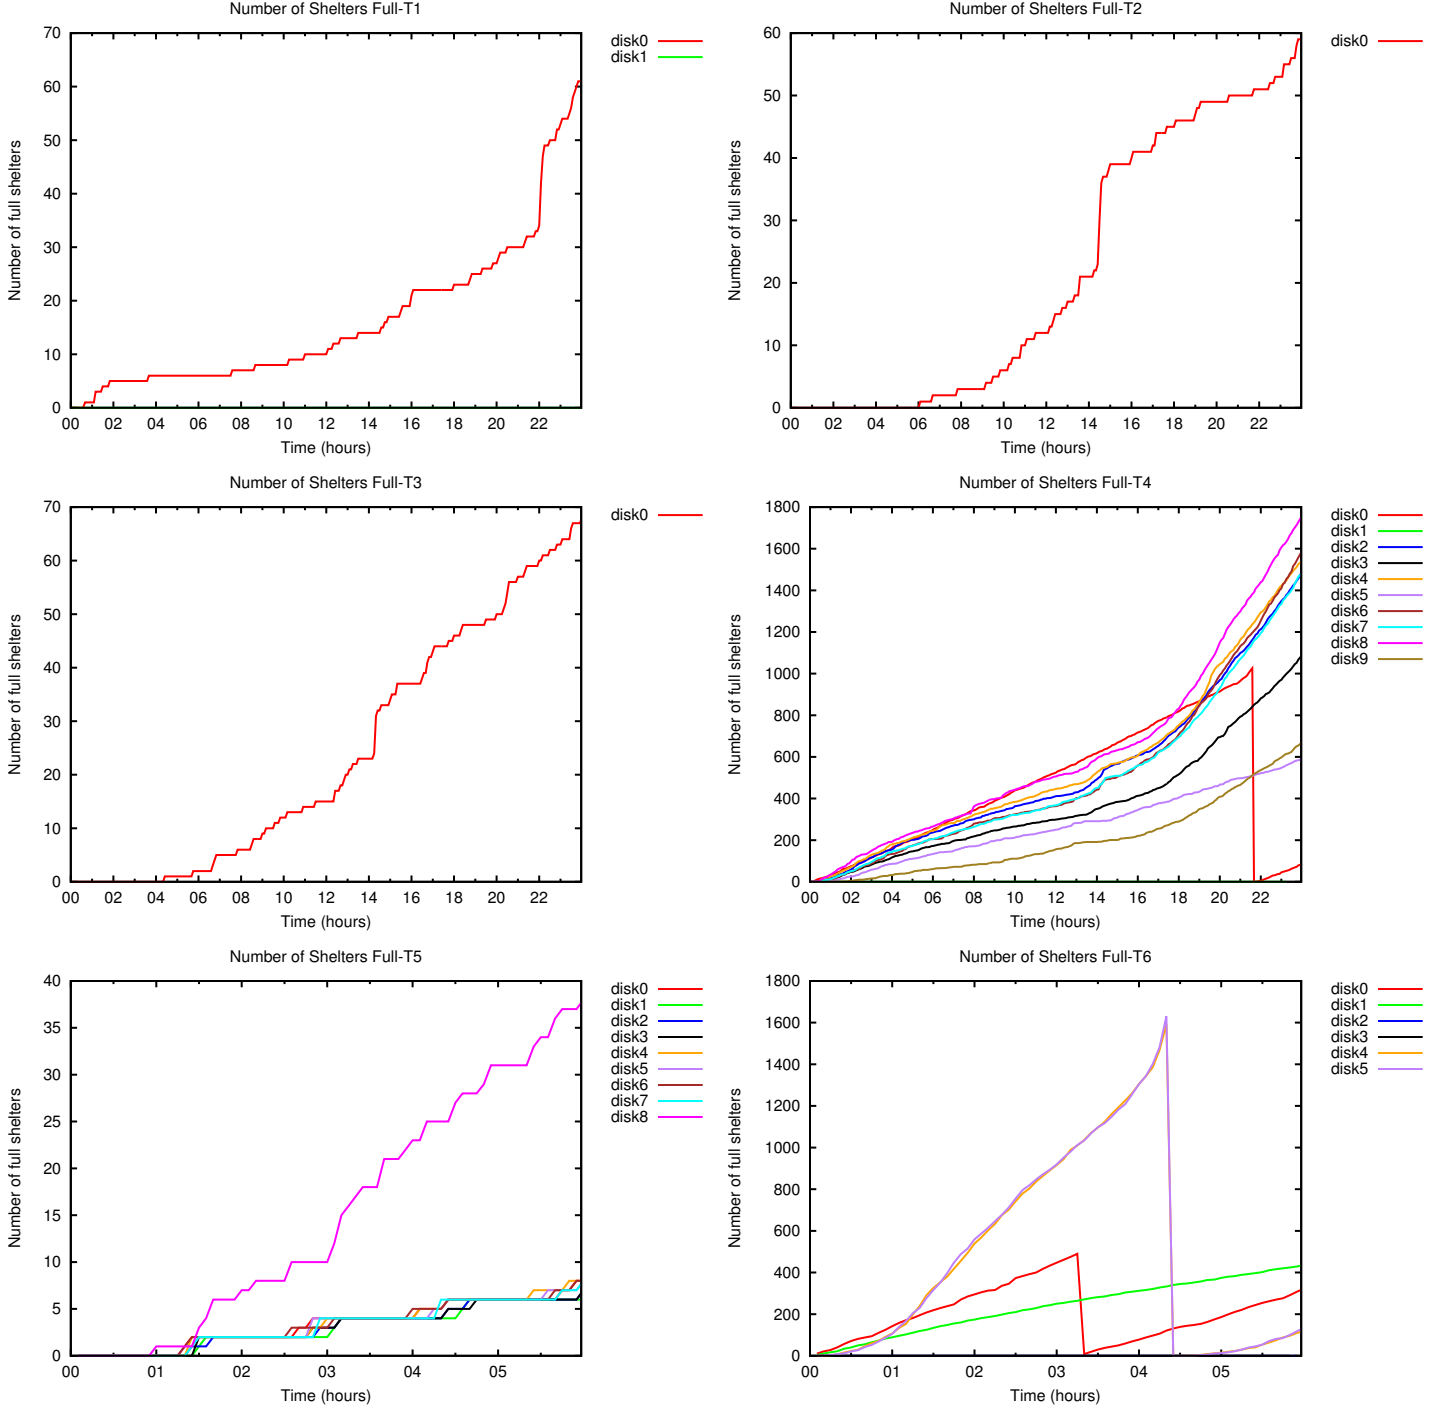 Number of Shelters Full-T1
Number of full shelters
70
60
50
40
30
20
10
0
00 02 04 06 08 10 12 14 16 18 20 22
Time (hours)
disk0
disk1
Number of Shelters Full-T2
Number of full shelters
60
50
40
30
20
10
0
00 02 04 06 08 10 12 14 16 18 20 22
Time (hours)
disk0
Number of Shelters Full-T3
Number of full shelters
70
60
50
40
30
20
10
0
00 02 04 06 08 10 12 14 16 18 20 22
Time (hours)
disk0
Number of Shelters Full-T4
Number of full shelters
1800
1600
1400
1200
1000
800
600
400
200
0
00 02 04 06 08 10 12 14 16 18 20 22
Time (hours)
disk0
disk1
disk2
disk3
disk4
disk5
disk6
disk7
disk8
disk9
Number of Shelters Full-T5
Number of full shelters
40
35
30
25
20
15
10
5
0
00 01 02 03 04 05
Time (hours)
disk0
disk1
disk2
disk3
disk4
disk5
disk6
disk7
disk8
Number of Shelters Full-T6
Number of full shelters
1800
1600
1400
1200
1000
800
600
400
200
0
00 01 02 03 04 05
Time (hours)
disk0
disk1
disk2
disk3
disk4
disk5